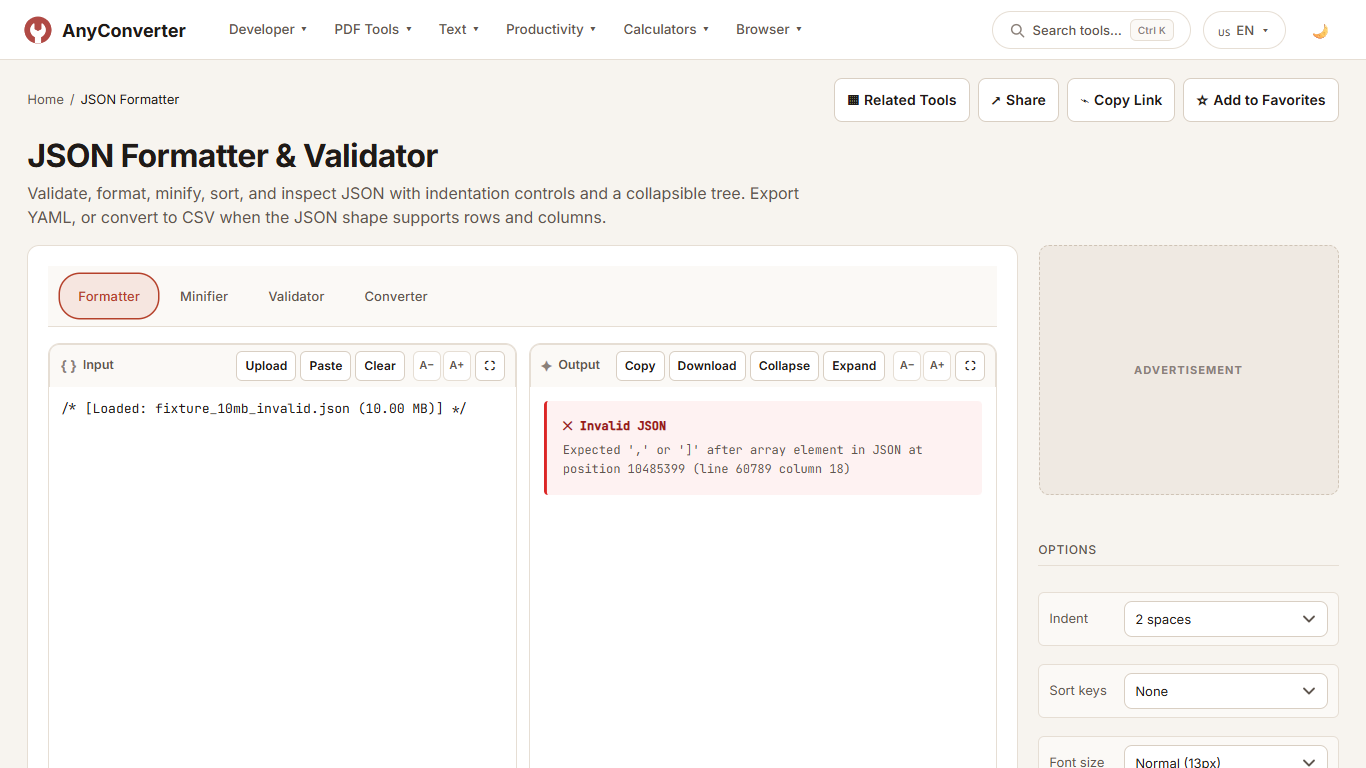 AnyConverter
Developer ▾
PDF Tools ▾
Text ▾
Productivity ▾
Calculators ▾
Browser ▾
Search tools... Ctrl K
US EN ▾
Home / JSON Formatter
Related Tools
↗ Share
Copy Link
☆ Add to Favorites
JSON Formatter & Validator
Validate, format, minify, sort, and inspect JSON with indentation controls and a collapsible tree. Export
YAML, or convert to CSV when the JSON shape supports rows and columns.
Formatter
Minifier
Validator
Converter
{ } Input
Upload
Paste
Clear
A−
A+
Output
Copy
Download
Collapse
Expand
A−
A+
/* [Loaded: fixture_10mb_invalid.json (10.00 MB)] */
✕ Invalid JSON
Expected ',' or ']' after array element in JSON at
position 10485399 (line 60789 column 18)
ADVERTISEMENT
OPTIONS
Indent
2 spaces
Sort keys
None
Font size
Normal (13px)